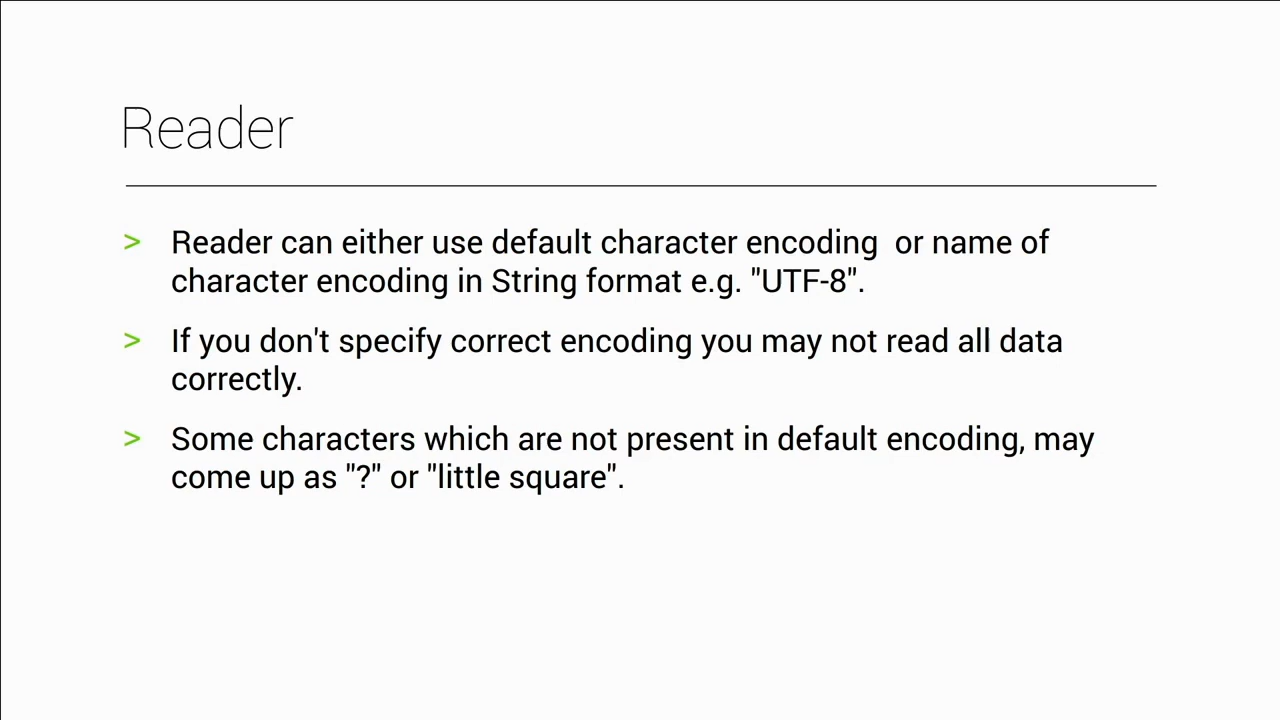 Reader
> Reader can either use default character encoding  or name of
character encoding in String format e.g. "UTF-8".
> If you don't specify correct encoding you may not read all data
correctly.
> Some characters which are not present in default encoding, may
come up as "?" or "little square".